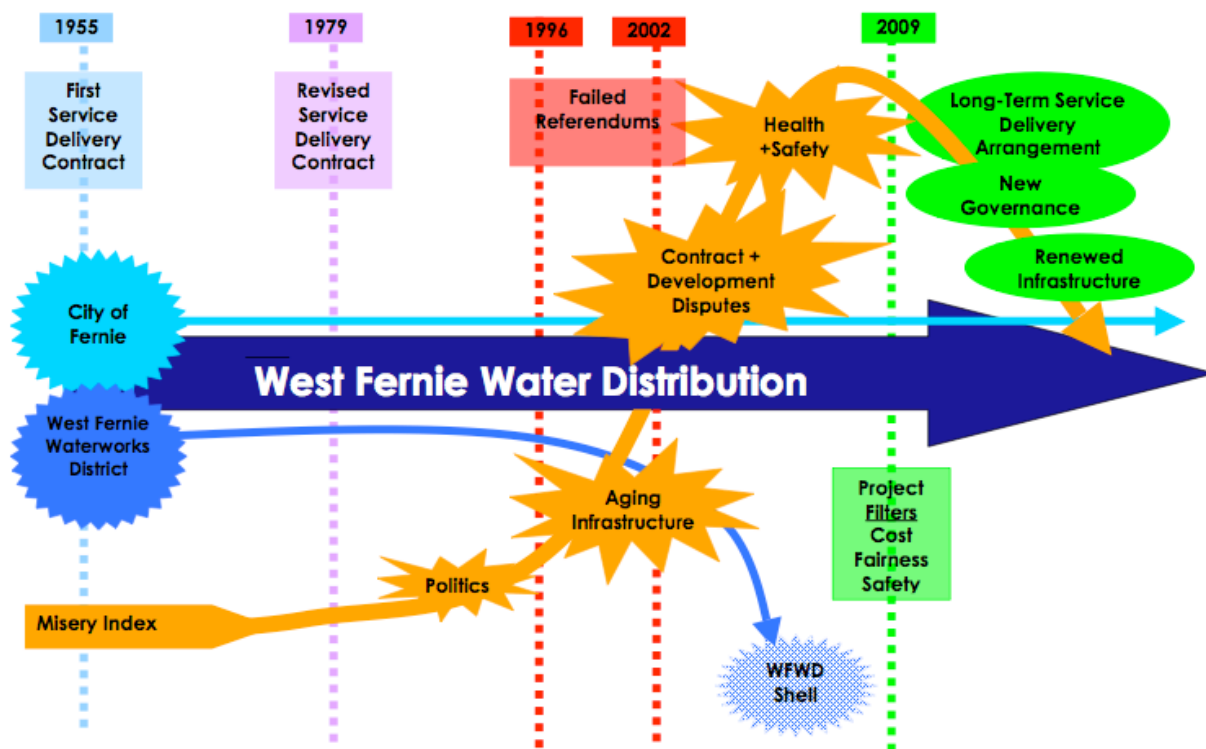 1955
1979
1996
2002
2009
First
Service
Delivery
Contract
Revised
Service
Delivery
Contract
Failed
Referendums
Health
+Safety
Long-Term Service
Delivery
Arrangement
New
Governance
Renewed
Infrastructure
Contract +
Development
Disputes
City of
Fernie
West Fernie Water Distribution
West Fernie
Waterworks
District
Aging
Infrastructure
Project
Filters
Cost
Fairness
Safety
Politics
Misery Index
WFWD
Shell